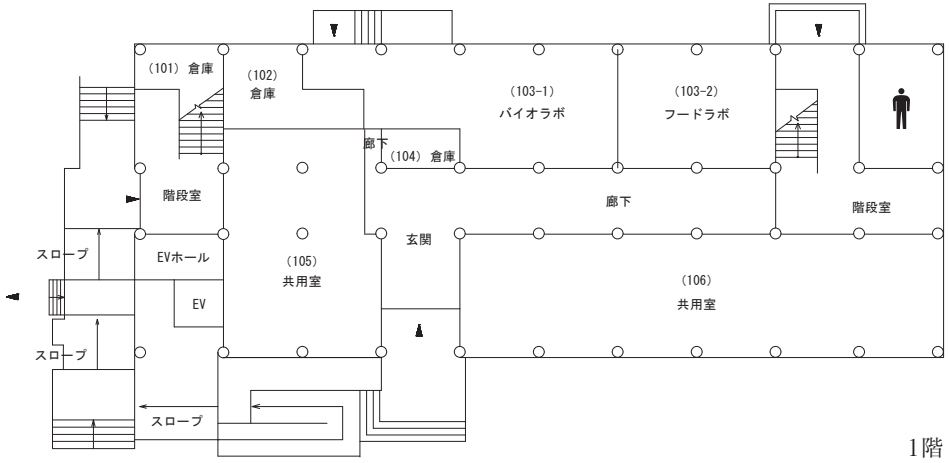 (101) 倉庫
(102)
倉庫
(103-1)
バイオラボ
(103-2)
フードラボ
廊下
(104) 倉庫
階段室
廊下
階段室
玄関
スロープ
EVホール
(105)
共用室
(106)
共用室
EV
スロープ
スロープ
1階